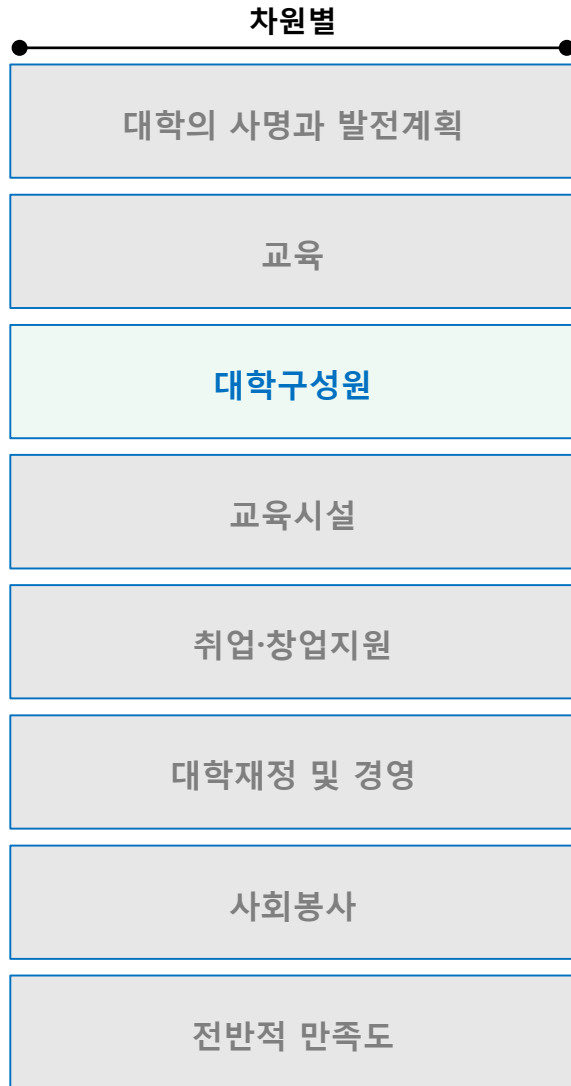 차원별
대학의 사명과 발전계획
교육
대학구성원
교육시설
취업·창업지원
대학재정 및 경영
사회봉사
전반적 만족도